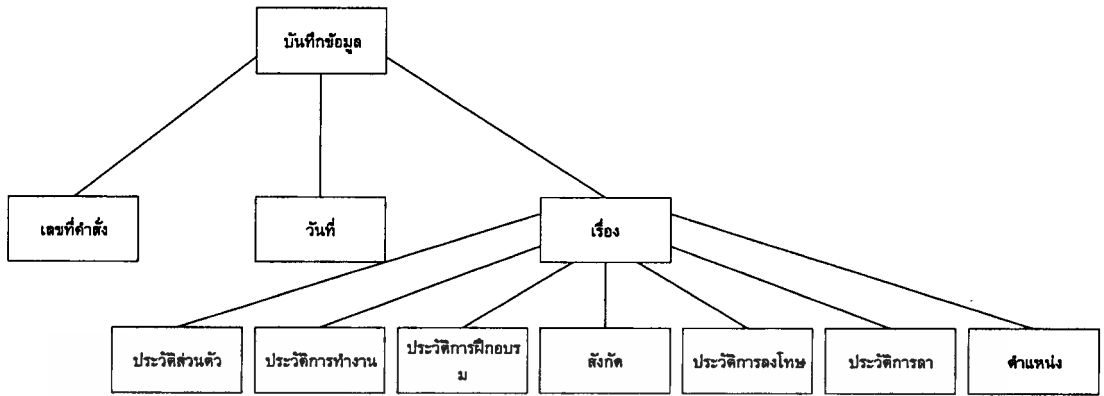 บันทึกข้อมูล
เลขที่คำสั่ง
วันที่
เรื่อง
ประวัติส่วนตัว
ประวัติการทำงาน
ประวัติการฝึกอบร
ม
สังกัด
ประวัติการลงโทษ
ประวัติการลา
ตำแหน่ง